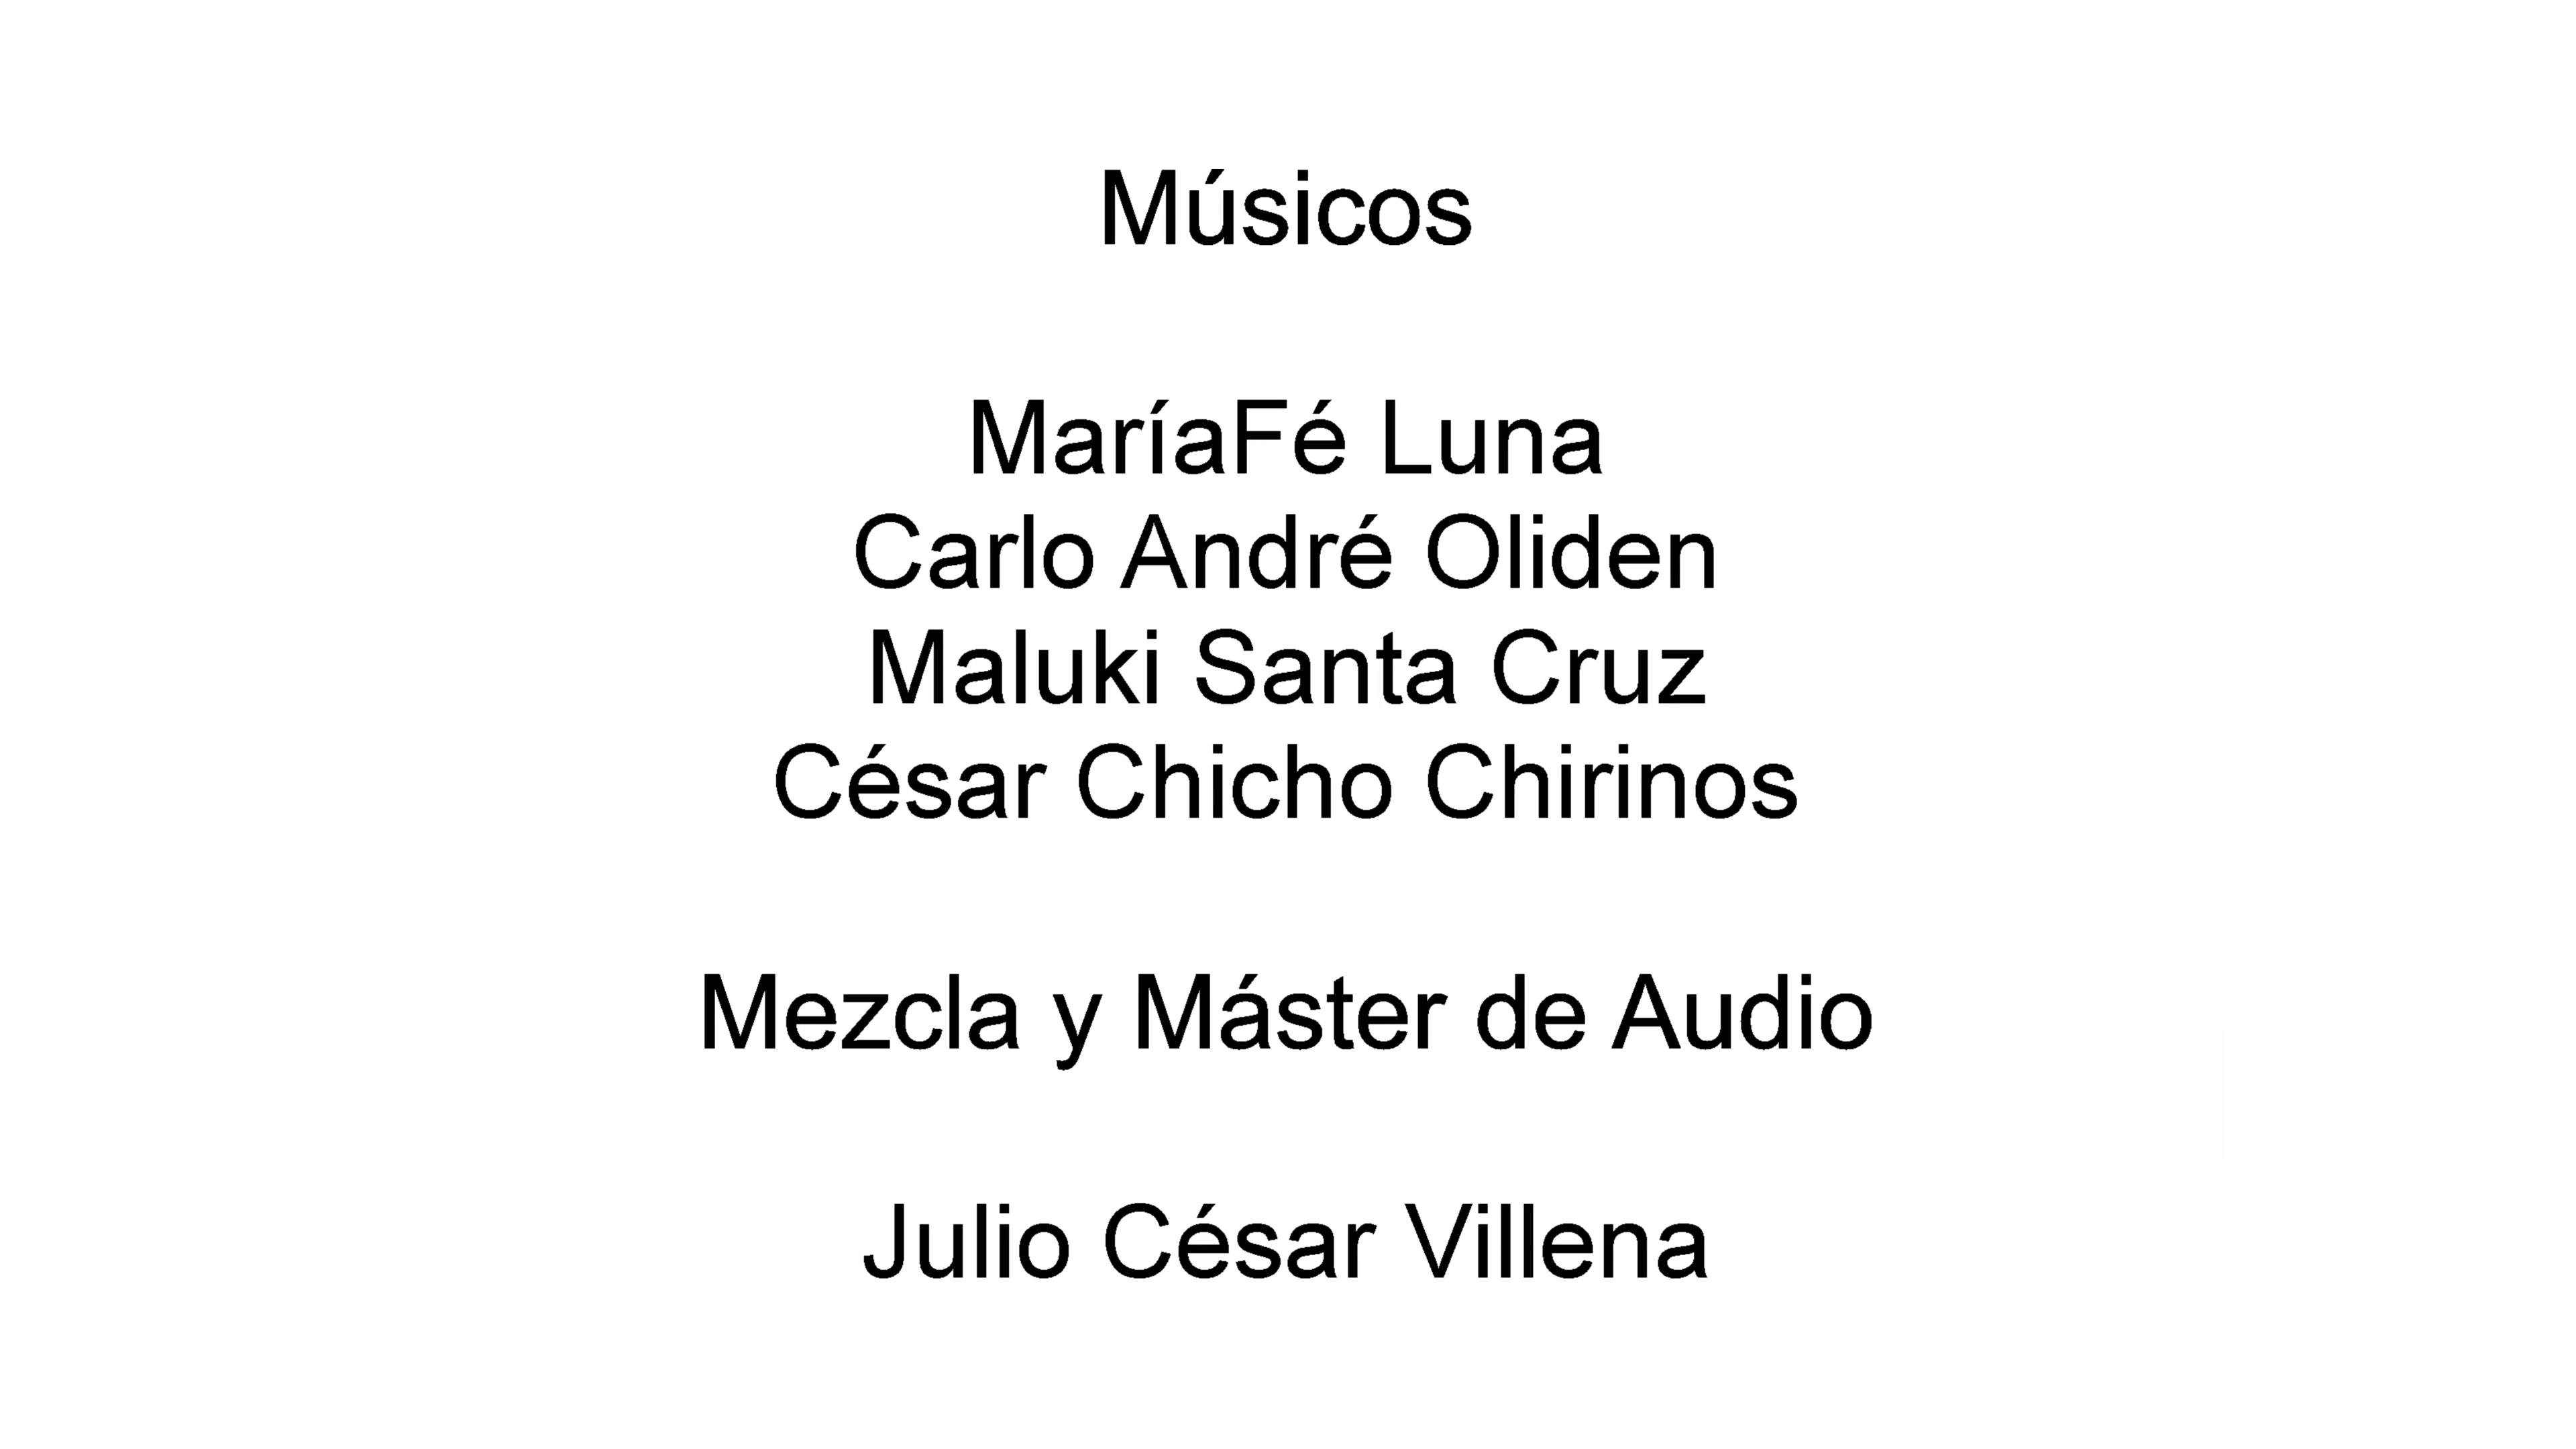 Músicos
MaríaFé Luna
Carlo André Oliden
Maluki Santa Cruz
César Chicho Chirinos
Mezcla y Máster de Audio
Julio César Villena